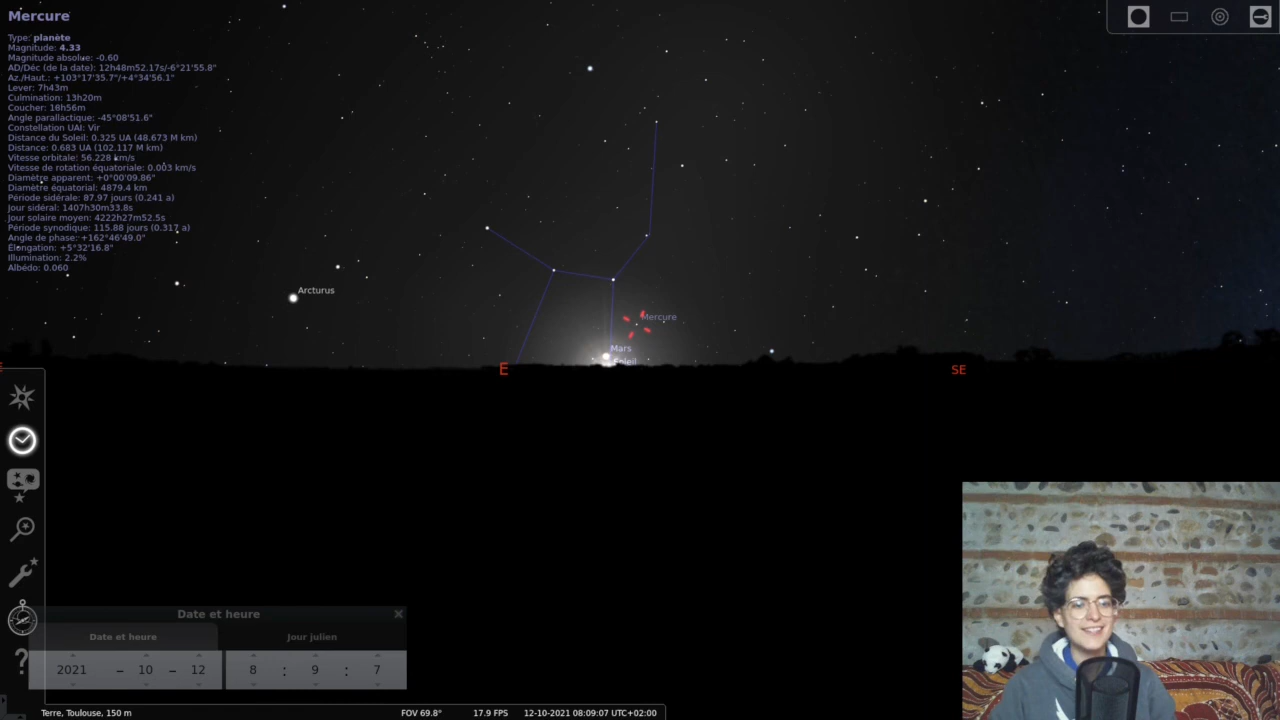 Mercure
Type: planète
Magnitude: 4.33
Magnitude absolue: -0.60
AD/Déc (de la date): 12h48m52.17s/-6°21'55.8"
Az./Haut.: +103°17'35.7"/+4°34'56.1"
Lever: 7h43m
Culmination: 13h20m
Coucher: 18h56m
Angle parallactique: -45°08'51.6"
Constellation UAI: Vir
Distance du Soleil: 0.325 UA (48.673 M km)
Distance: 0.683 UA (102.117 M km)
Vitesse orbitale: 56.228 km/s
Vitesse de rotation équatoriale: 0.003 km/s
Diamètre apparent: +0°00'09.86"
Diamètre équatorial: 4879.4 km
Période sidérale: 87.97 jours (0.241 a)
Jour sidéral: 1407h30m33.8s
Jour solaire moyen: 4222h27m52.5s
Période synodique: 115.88 jours (0.317 a)
Angle de phase: +162°46'49.0"
Élongation: +5°32'16.8"
Illumination: 2.2%
Albédo: 0.060
Arcturus
Mercure
Mars
Soleil
E
E
SE
Date et heure
Date et heure
Jour julien
2021 – 10 – 12 8 : 9 : 7
Terre, Toulouse, 150 m FOV 69.8° 17.9 FPS 12-10-2021 08:09:07 UTC+02:00